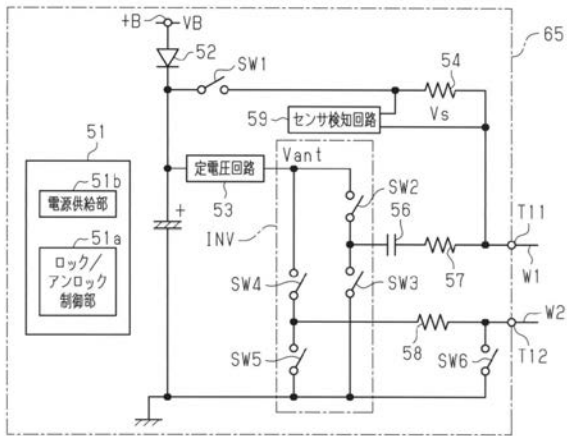 +B
VB
52
SW1
54
65
59
センサ検知回路
Vs
51
51b
電源供給部
51a
ロック／
アンロック
制御部
定電圧回路
53
Vant
SW2
INV
+
56
T11
W1
57
SW4
SW3
W2
58
T12
SW5
SW6